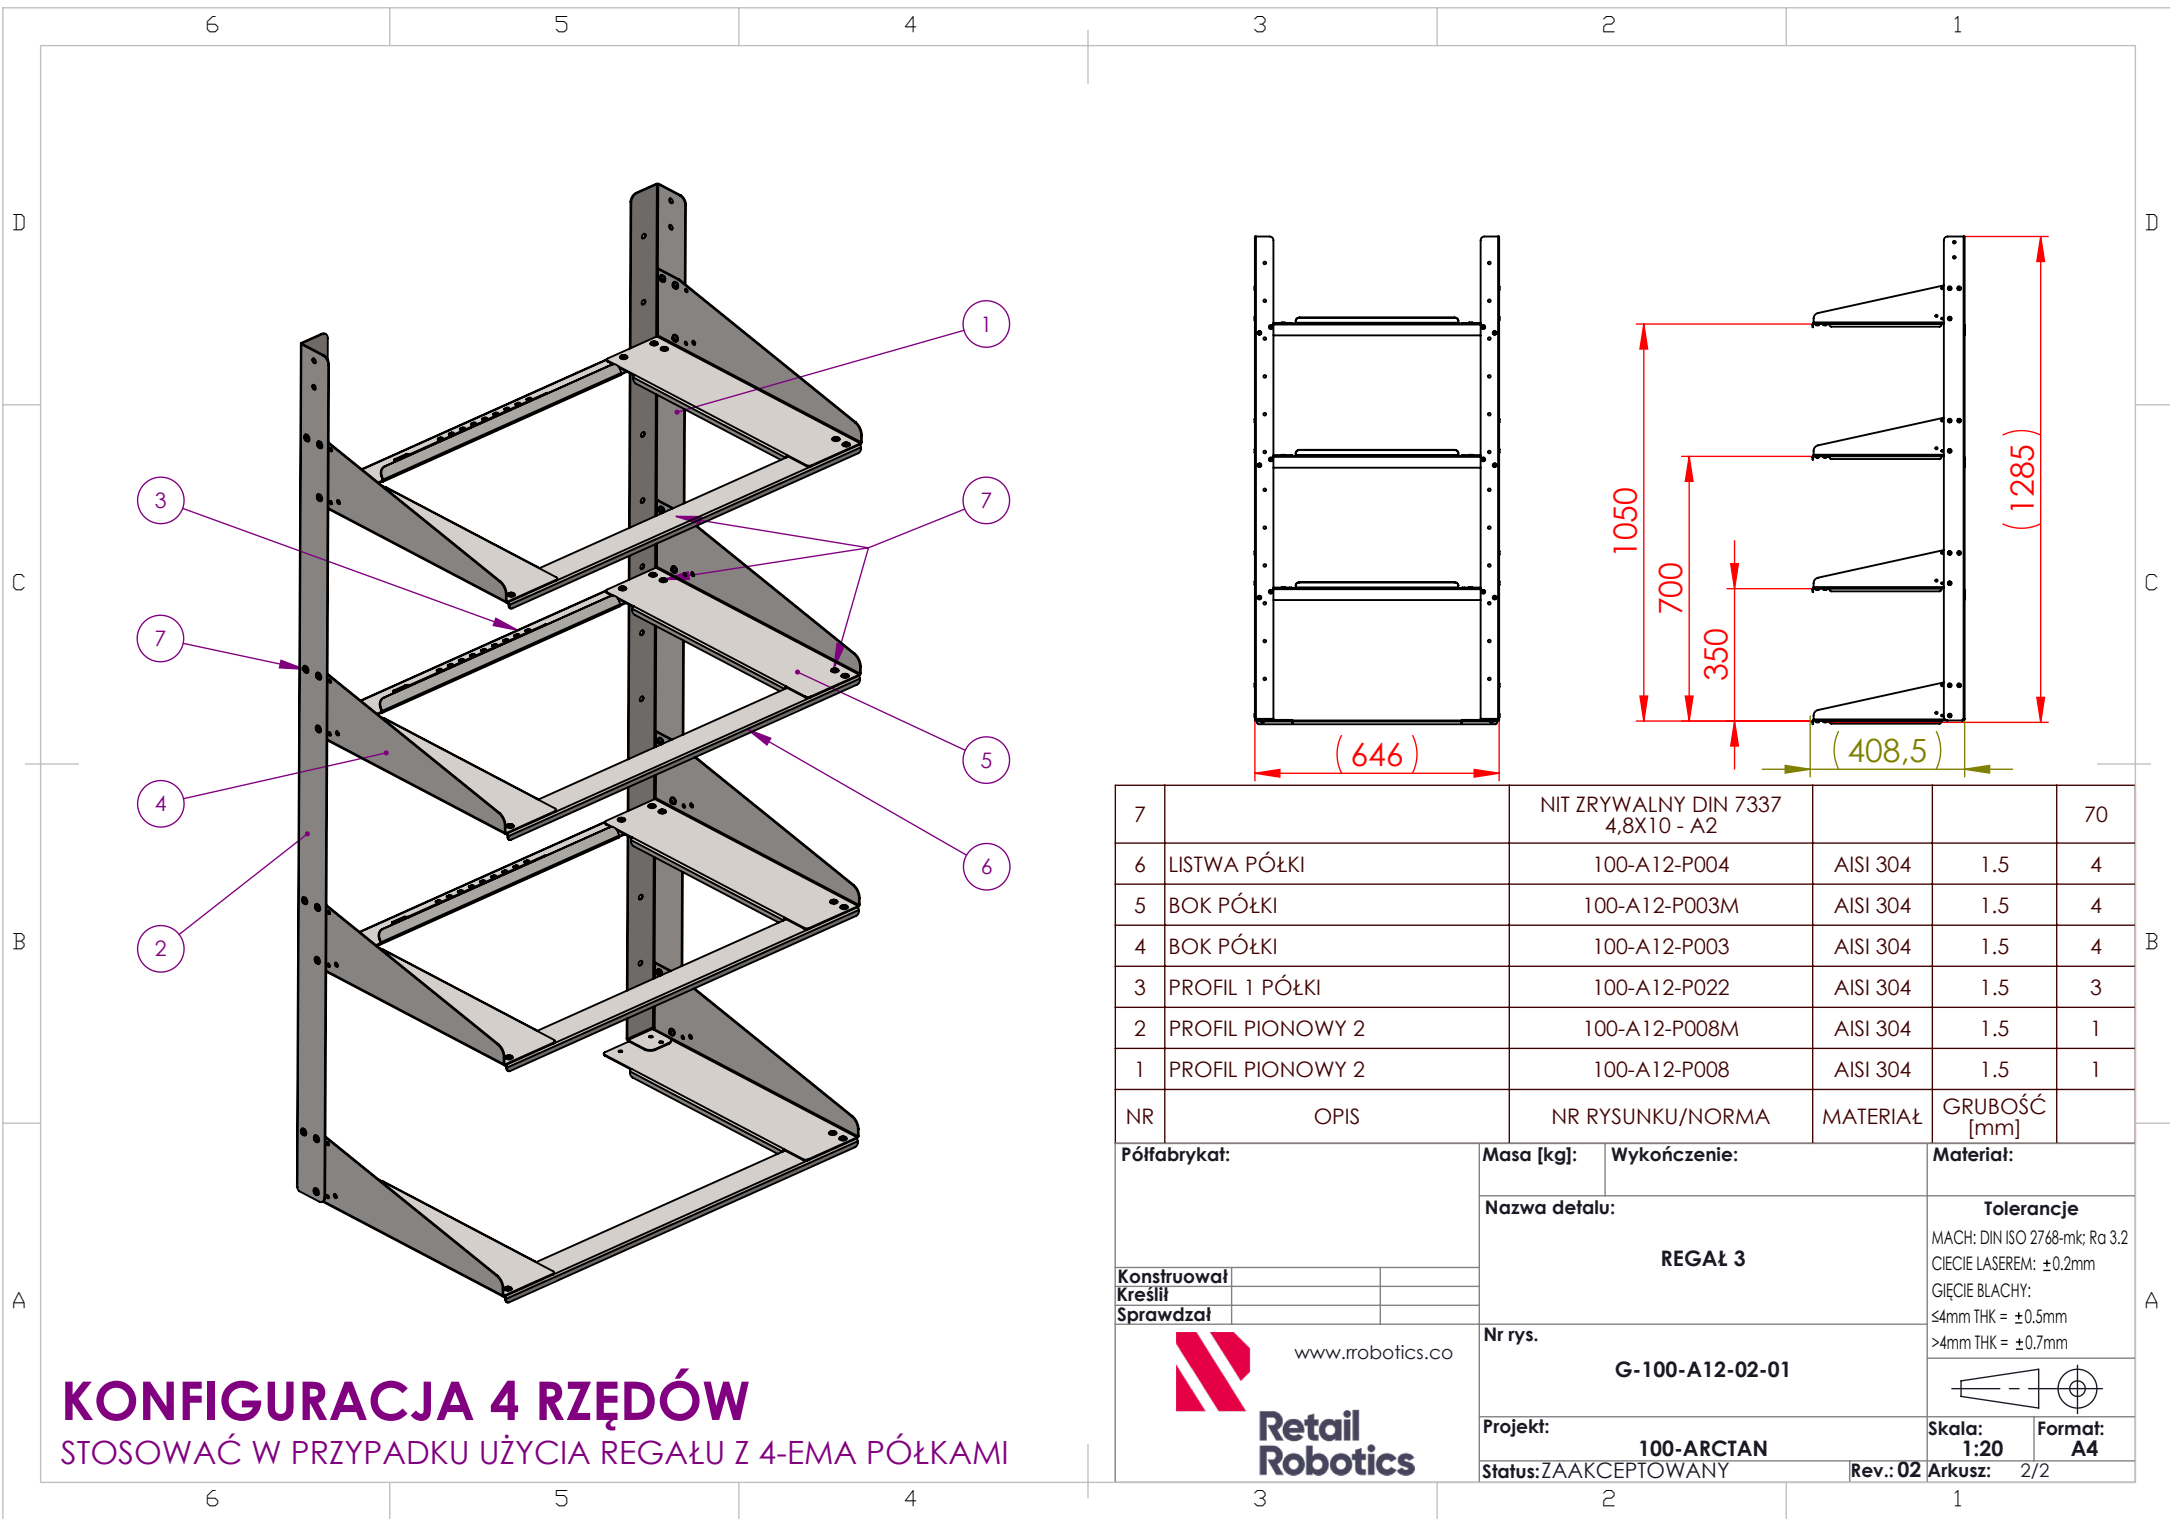 6 5 4 3 2 1
D D
C C
B B
A A
1
3
7
7
4
5
6
2
1050
700
350
(1285)
(646)
(408,5)
7 NIT ZRYWALNY DIN 7337 4,8X10 - A2 70
6 LISTWA PÓŁKI 100-A12-P004 AISI 304 1.5 4
5 BOK PÓŁKI 100-A12-P003M AISI 304 1.5 4
4 BOK PÓŁKI 100-A12-P003 AISI 304 1.5 4
3 PROFIL 1 PÓŁKI 100-A12-P022 AISI 304 1.5 3
2 PROFIL PIONOWY 2 100-A12-P008M AISI 304 1.5 1
1 PROFIL PIONOWY 2 100-A12-P008 AISI 304 1.5 1
NR OPIS NR RYSUNKU/NORMA MATERIAŁ GRUBOŚĆ [mm]
Półfabrykat: Masa [kg]: Wykończenie: Materiał:
Nazwa detalu:
REGAŁ 3
Tolerancje
MACH: DIN ISO 2768-mk; Ra 3.2
CIECIE LASEREM: ±0.2mm
GIĘCIE BLACHY:
≤4mm THK = ±0.5mm
>4mm THK = ±0.7mm
Konstruował
Kreślił
Sprawdzał
www.rrobotics.co
Retail
Robotics
Nr rys.
G-100-A12-02-01
Projekt:
100-ARCTAN
Skala:
1:20
Format:
A4
Status: ZAAKCEPTOWANY Rev.: 02 Arkusz: 2/2
KONFIGURACJA 4 RZĘDÓW
STOSOWAĆ W PRZYPADKU UŻYCIA REGAŁU Z 4-EMA PÓŁKAMI
6 5 4 3 2 1